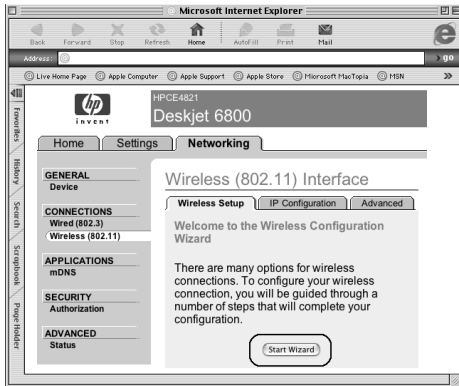 Microsoft Internet Explorer
Back Forward Stop Refresh Home AutoFill Print Mail
Address: go
Live Home Page Apple Computer Apple Support Apple Store Microsoft MacTopia MSN »
Favorites
History
Search
Scrapbook
Page Holder
hp
invent
HPCE4821
Deskjet 6800
Home Settings Networking
GENERAL
Device
CONNECTIONS
Wired (802.3)
Wireless (802.11)
APPLICATIONS
mDNS
SECURITY
Authorization
ADVANCED
Status
Wireless (802.11) Interface
Wireless Setup IP Configuration Advanced
Welcome to the Wireless Configuration
Wizard
There are many options for wireless
connections. To configure your wireless
connection, you will be guided through a
number of steps that will complete your
configuration.
Start Wizard